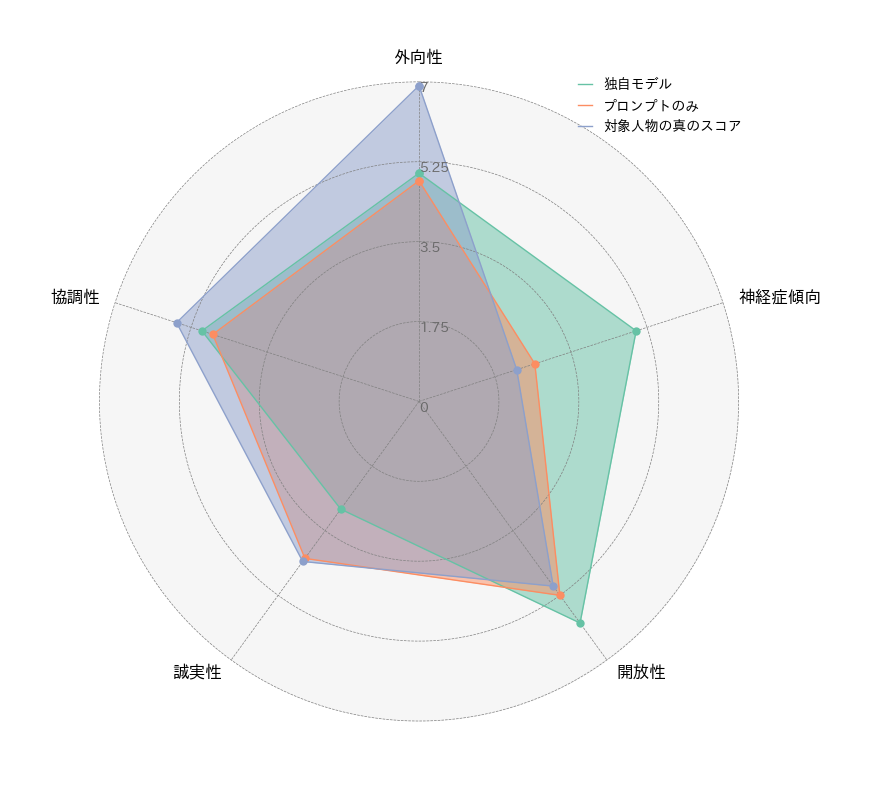 外向性
独自モデル
プロンプトのみ
対象人物の真のスコア
7
5.25
3.5
1.75
0
協調性
神経症傾向
誠実性
開放性